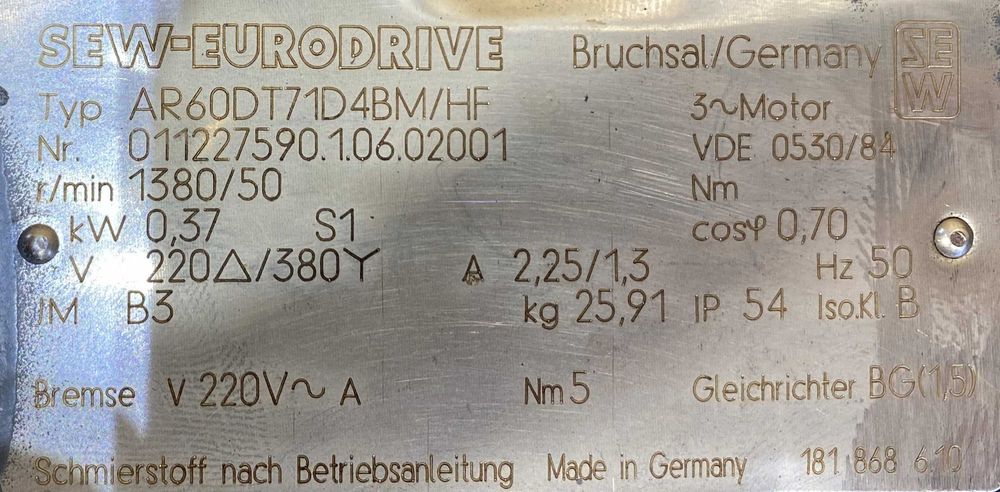 SEW-EURODRIVE Bruchsal/Germany SEW
Typ AR60DT71D4BM/HF 3~Motor
Nr. 011227590.1.06.02001 VDE 0530/84
r/min 1380/50 Nm
kW 0,37 S1 cosφ 0,70
V 220△/380Y A 2,25/1,3 Hz 50
IM B3 kg 25,91 IP 54 Iso.Kl. B
Bremse V 220V~ A Nm 5 Gleichrichter BG(1,5)
Schmierstoff nach Betriebsanleitung Made in Germany 181 868 6.10